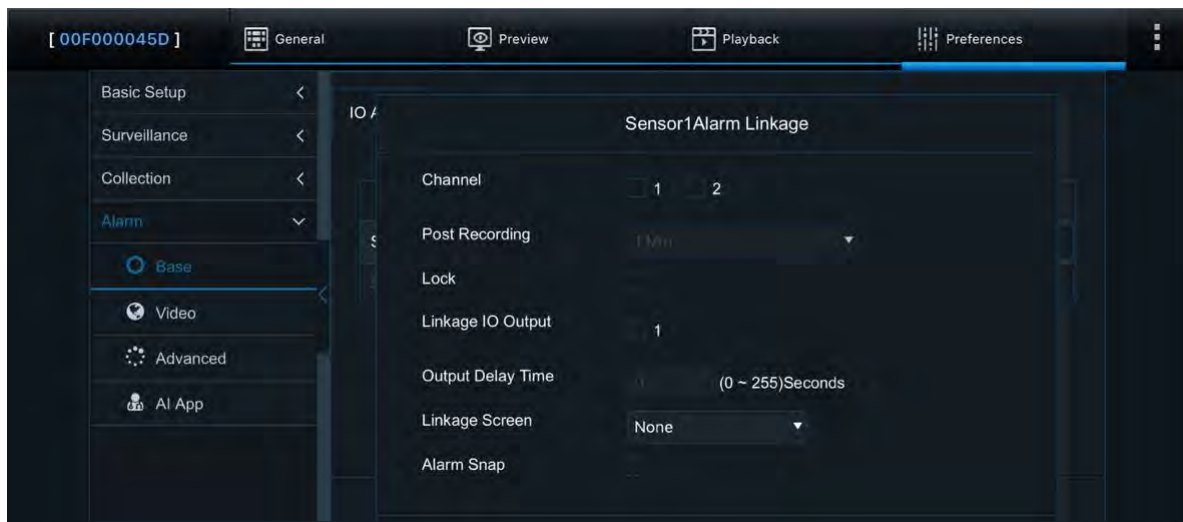 [ 00F000045D ] General Preview Playback Preferences
Basic Setup
Surveillance
Collection
Alarm
Base
Video
Advanced
AI App
IO A
Sensor1Alarm Linkage
Channel 1 2
Post Recording 1 Min
Lock
Linkage IO Output 1
Output Delay Time (0 ~ 255)Seconds
Linkage Screen None
Alarm Snap